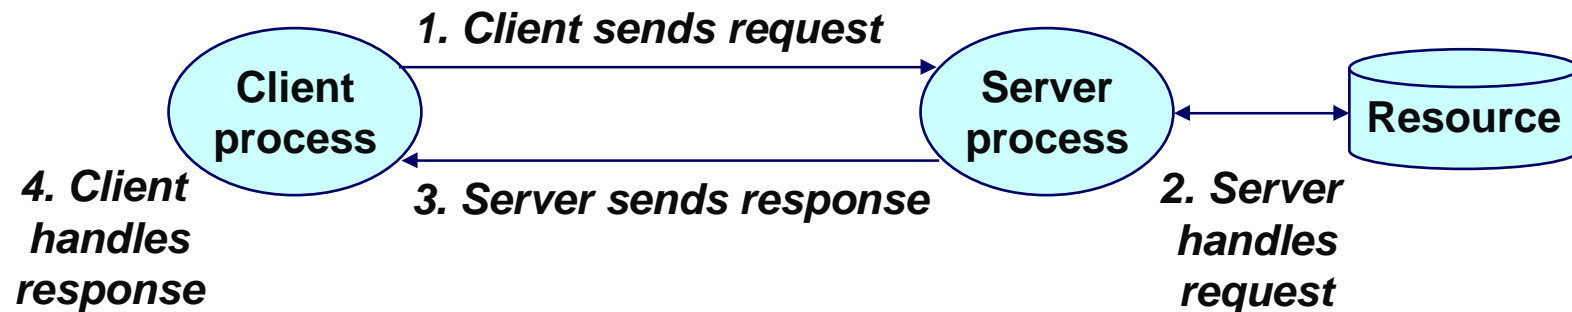 1. Client sends request
Client
process
Server
process
Resource
4. Client
handles
response
3. Server sends response
2. Server
handles
request